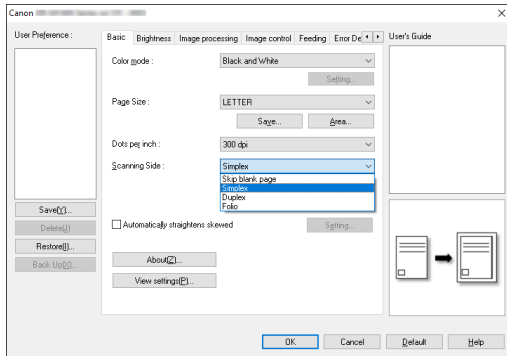 Canon
User Preference :
Basic Brightness Image processing Image control Feeding Error De
User's Guide
Color mode :
Black and White
Setting...
Page Size :
LETTER
Save...
Area...
Dots per inch :
300 dpi
Scanning Side :
Simplex
Skip blank page
Simplex
Duplex
Folio
Automatically straightens skewed
Setting...
About(Z)...
View settings(P)...
Save(Y)...
Delete(J)
Restore(I)...
OK
Cancel
Default
Help